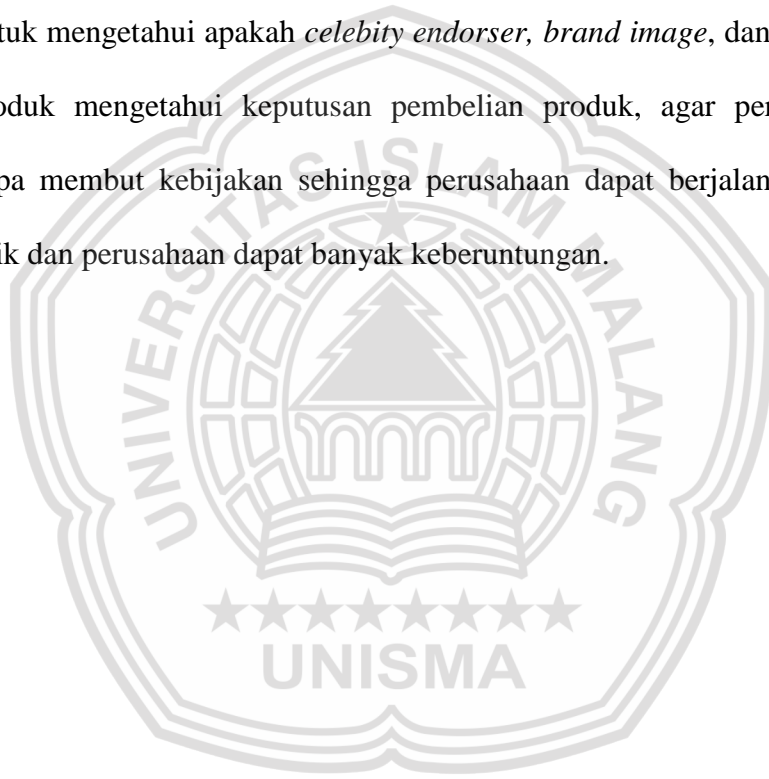 tuk mengetahui apakah celebity endorser, brand image, dan
oduk mengetahui keputusan pembelian produk, agar per
pa membut kebijakan sehingga perusahaan dapat berjalan
ik dan perusahaan dapat banyak keberuntungan.
UNIVERSITAS ISLAM MALANG
UNISMA